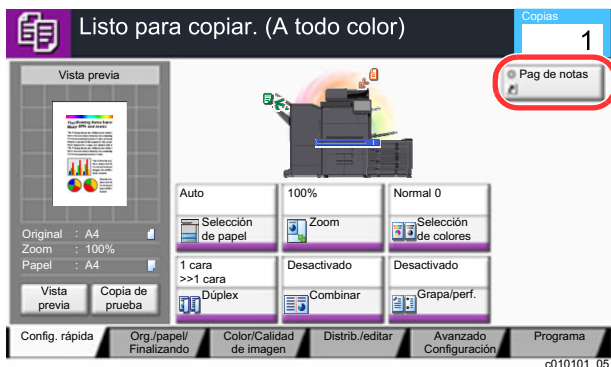 Listo para copiar. (A todo color)
Copias
1
Vista previa
Pag de notas
Original : A4
Zoom : 100%
Papel : A4
Vista
previa
Copia de
prueba
Auto
Selección
de papel
100%
Zoom
Normal 0
Selección
de colores
1 cara
>>1 cara
Dúplex
Desactivado
Combinar
Desactivado
Grapa/perf.
Config. rápida
Org./papel/
Finalizando
Color/Calidad
de imagen
Distrib./editar
Avanzado
Configuración
Programa
c010101_05